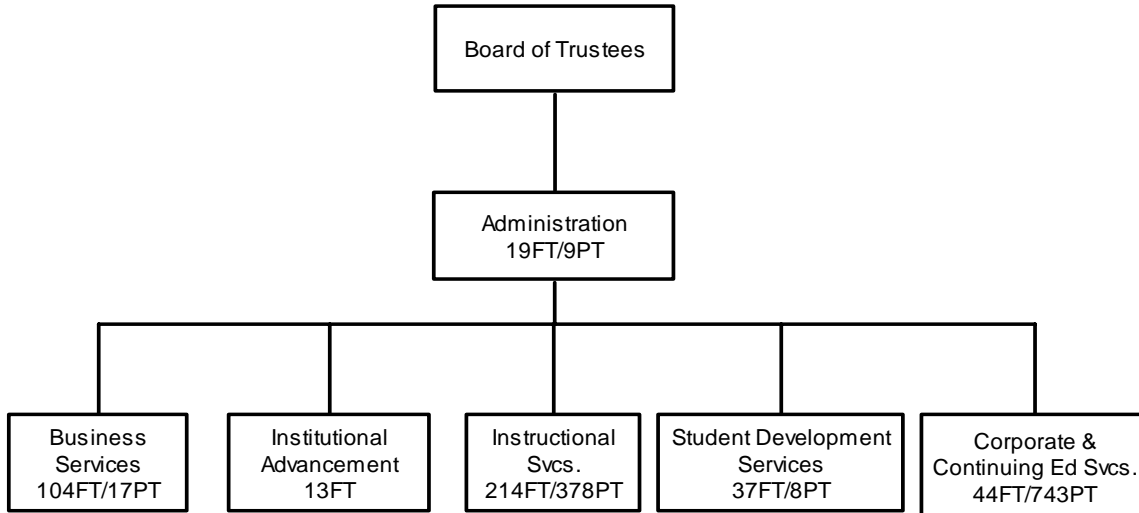 Board of Trustees
Administration
19FT/9PT
Business
Services
104FT/17PT
Institutional
Advancement
13FT
Instructional
Svcs.
214FT/378PT
Student Development
Services
37FT/8PT
Corporate &
Continuing Ed Svcs.
44FT/743PT